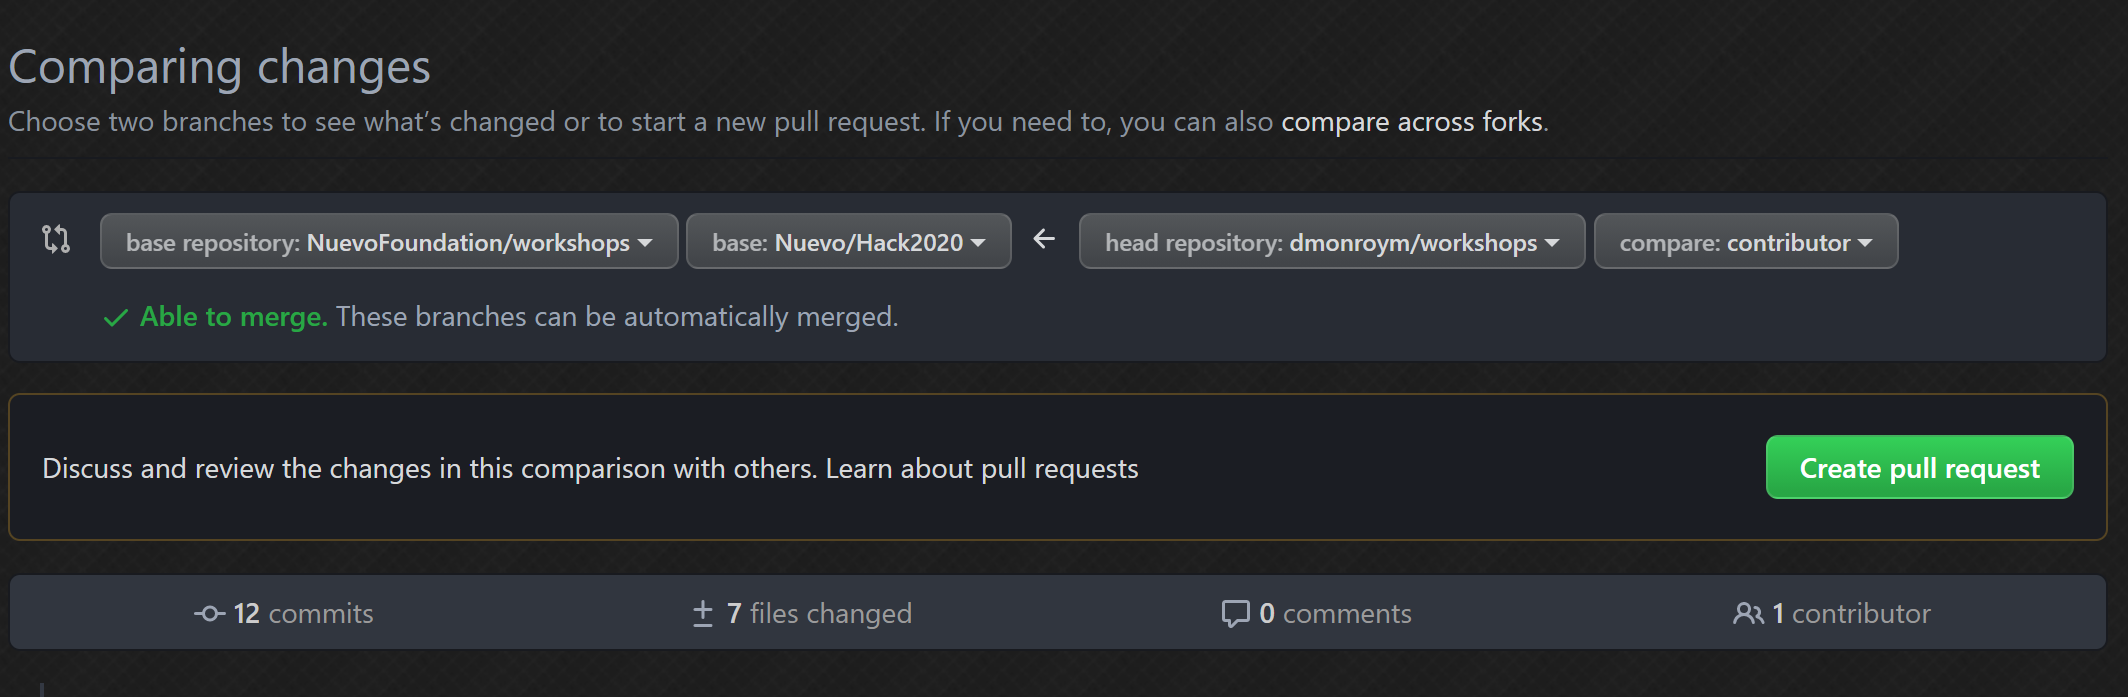 Comparing changes
Choose two branches to see what’s changed or to start a new pull request. If you need to, you can also compare across forks.
base repository: NuevoFoundation/workshops base: Nuevo/Hack2020 head repository: dmonroym/workshops compare: contributor
Able to merge. These branches can be automatically merged.
Discuss and review the changes in this comparison with others. Learn about pull requests
Create pull request
12 commits 7 files changed 0 comments 1 contributor